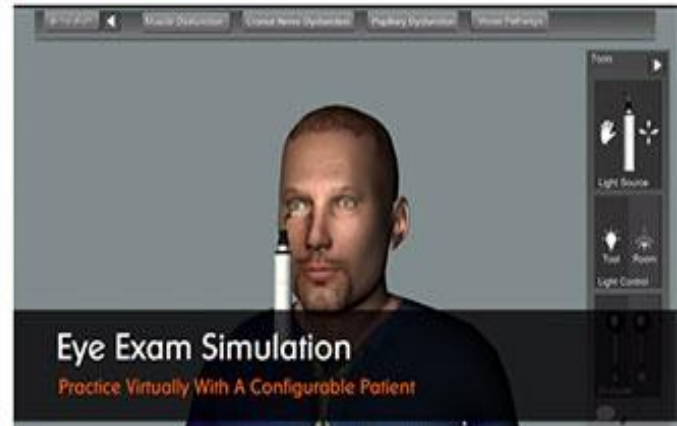 Muscle Dysfunction
Cranial Nerve Dysfunction
Pupillary Dysfunction
Visual Pathways
Tools
Light Source
Tool
Room
Light Control
Eye Exam Simulation
Practice Virtually With A Configurable Patient